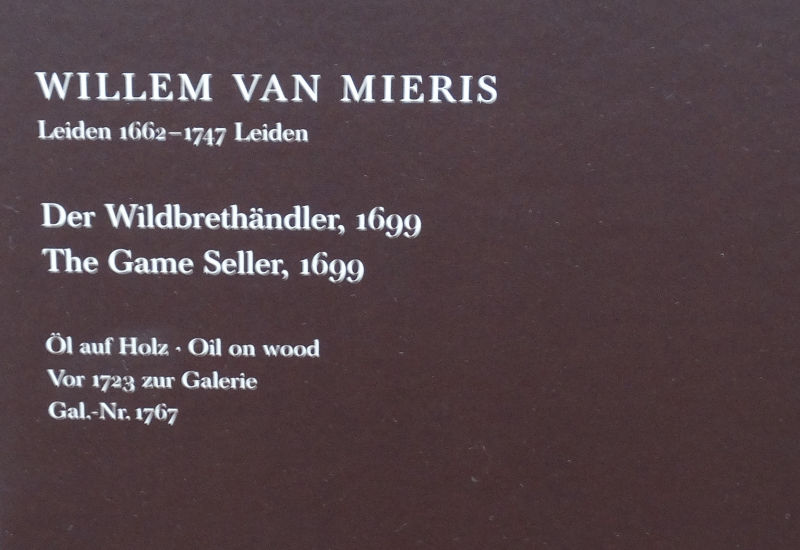 WILLEM VAN MIERIS
Leiden 1662–1747 Leiden
Der Wildbrethändler, 1699
The Game Seller, 1699
Öl auf Holz · Oil on wood
Vor 1723 zur Galerie
Gal.-Nr. 1767